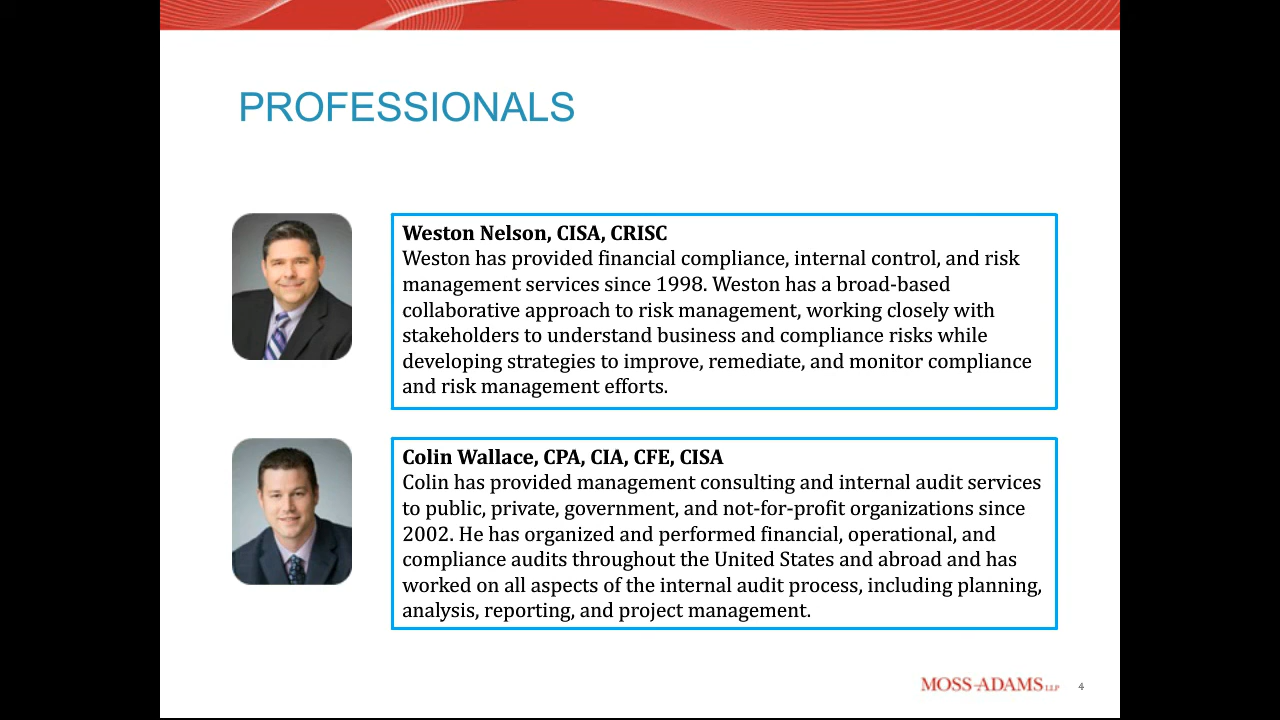 PROFESSIONALS
Weston Nelson, CISA, CRISC
Weston has provided financial compliance, internal control, and risk
management services since 1998. Weston has a broad-based
collaborative approach to risk management, working closely with
stakeholders to understand business and compliance risks while
developing strategies to improve, remediate, and monitor compliance
and risk management efforts.
Colin Wallace, CPA, CIA, CFE, CISA
Colin has provided management consulting and internal audit services
to public, private, government, and not-for-profit organizations since
2002. He has organized and performed financial, operational, and
compliance audits throughout the United States and abroad and has
worked on all aspects of the internal audit process, including planning,
analysis, reporting, and project management.
MOSS-ADAMS LLP 4